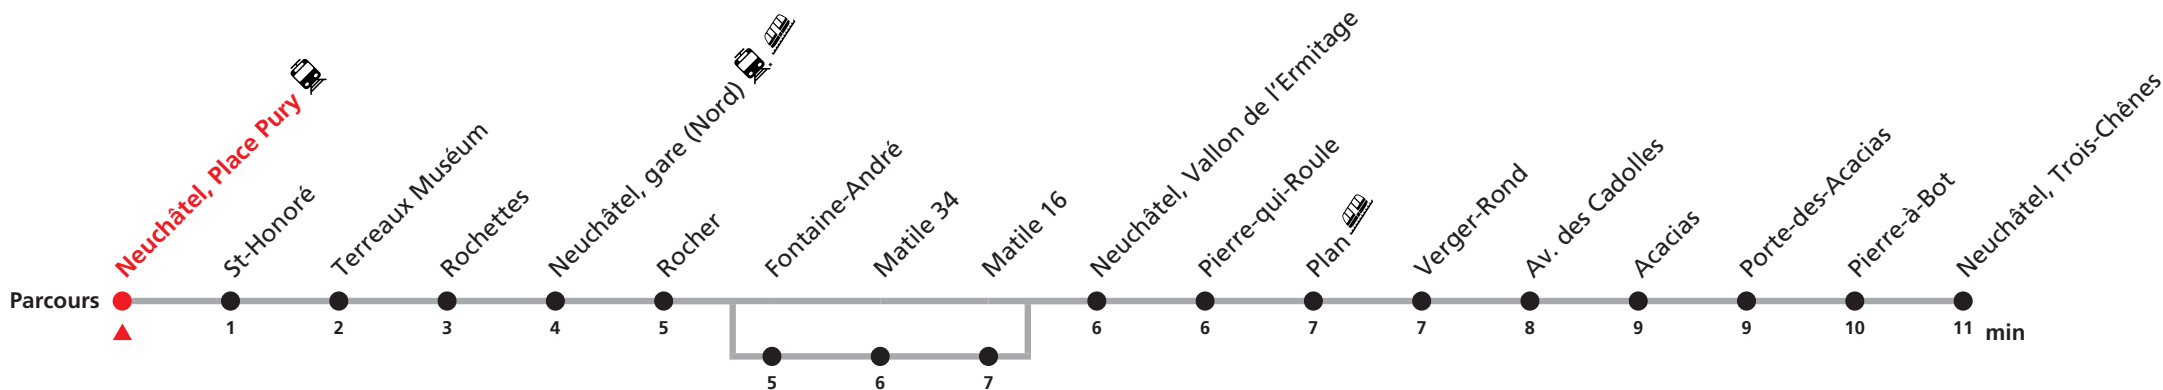 Neuchâtel, Place Pury
St-Honoré
Terreaux Muséum
Rochettes
Neuchâtel, gare (Nord)
Rocher
Fontaine-André
Matile 34
Matile 16
Neuchâtel, Vallon de l'Ermitage
Pierre-qui-Roule
Plan
Verger-Rond
Av. des Cadolles
Acacias
Porte-des-Acacias
Pierre-à-Bot
Neuchâtel, Trois-Chênes
Parcours
1 2 3 4 5 6 6 7 7 8 9 9 10 11 min
5 6 7